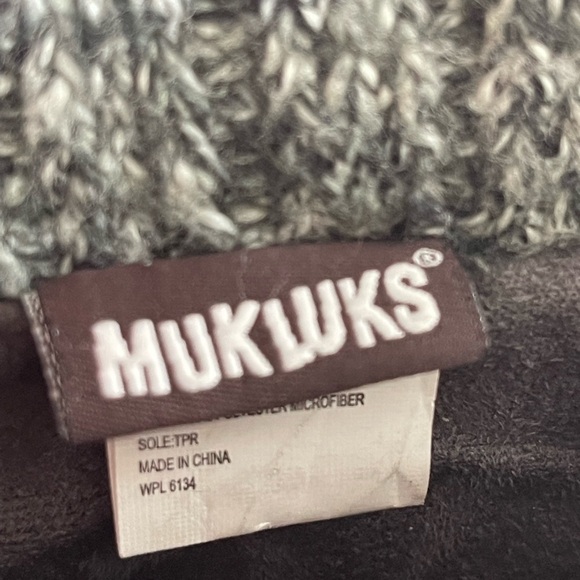 MUKLUKS®
POLYESTER MICROFIBER
SOLE:TPR
MADE IN CHINA
WPL 6134